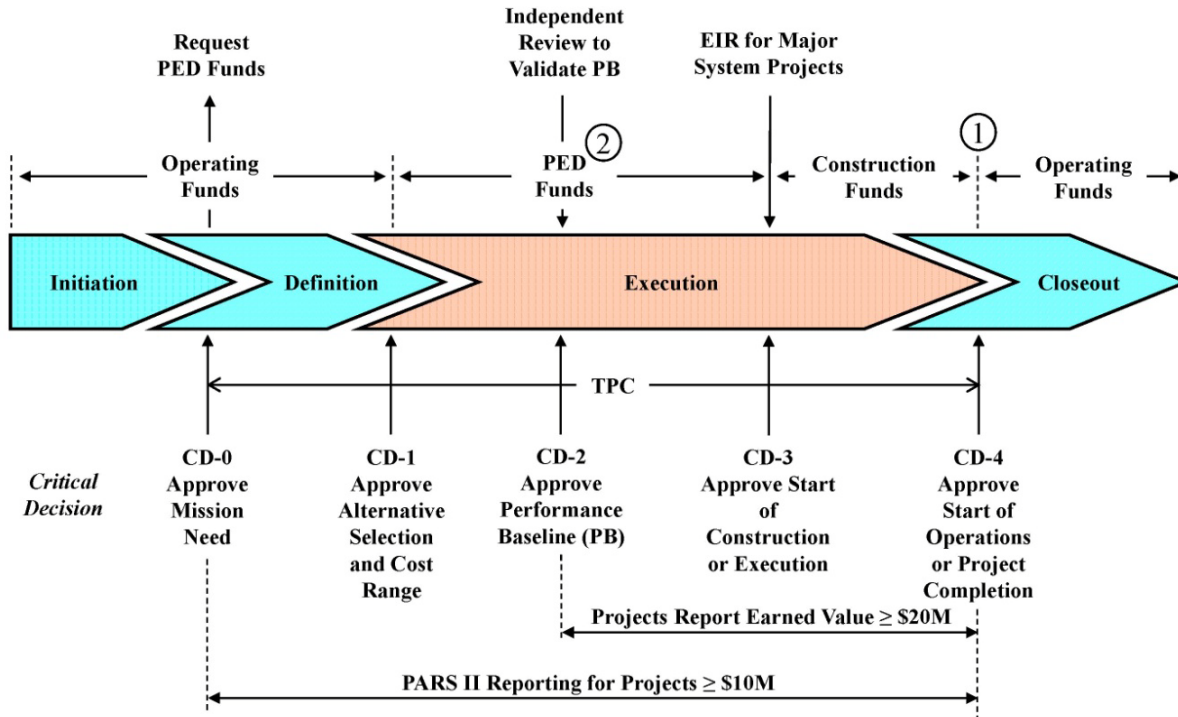 Request
PED Funds
Independent
Review to
Validate PB
EIR for Major
System Projects
Operating
Funds
PED
Funds
2
Construction
Funds
1
Operating
Funds
Initiation
Definition
Execution
Closeout
TPC
Critical
Decision
CD-0
Approve
Mission
Need
CD-1
Approve
Alternative
Selection
and Cost
Range
CD-2
Approve
Performance
Baseline (PB)
CD-3
Approve Start
of
Construction
or Execution
CD-4
Approve
Start of
Operations
or Project
Completion
Projects Report Earned Value ≥ $20M
PARS II Reporting for Projects ≥ $10M